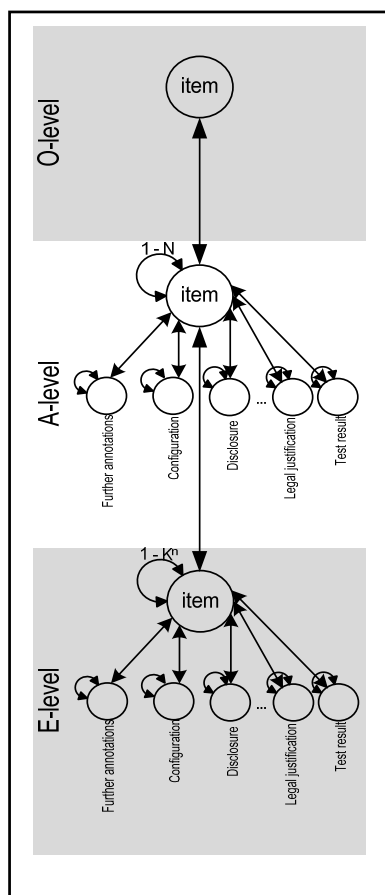 O-level
item
1 - N
item
A-level
Further annotations
Configuration
Disclosure
...
Legal justification
Test result
1 - Kⁿ
item
E-level
Further annotations
Configuration
Disclosure
...
Legal justification
Test result